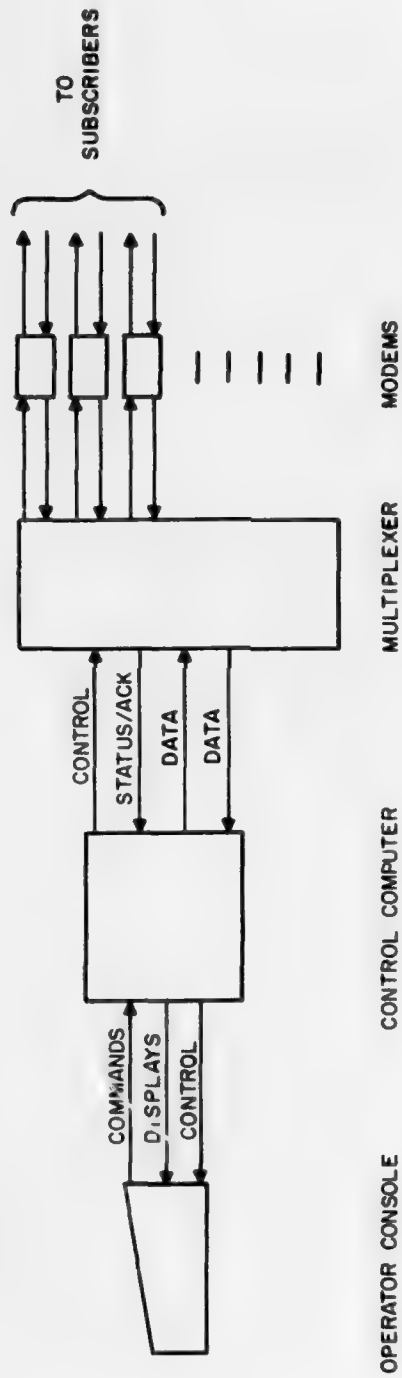 TO
SUBSCRIBERS
COMMANDS
DISPLAYS
CONTROL
CONTROL
STATUS/ACK
DATA
DATA
OPERATOR CONSOLE
CONTROL COMPUTER
MULTIPLEXER
MODEMS